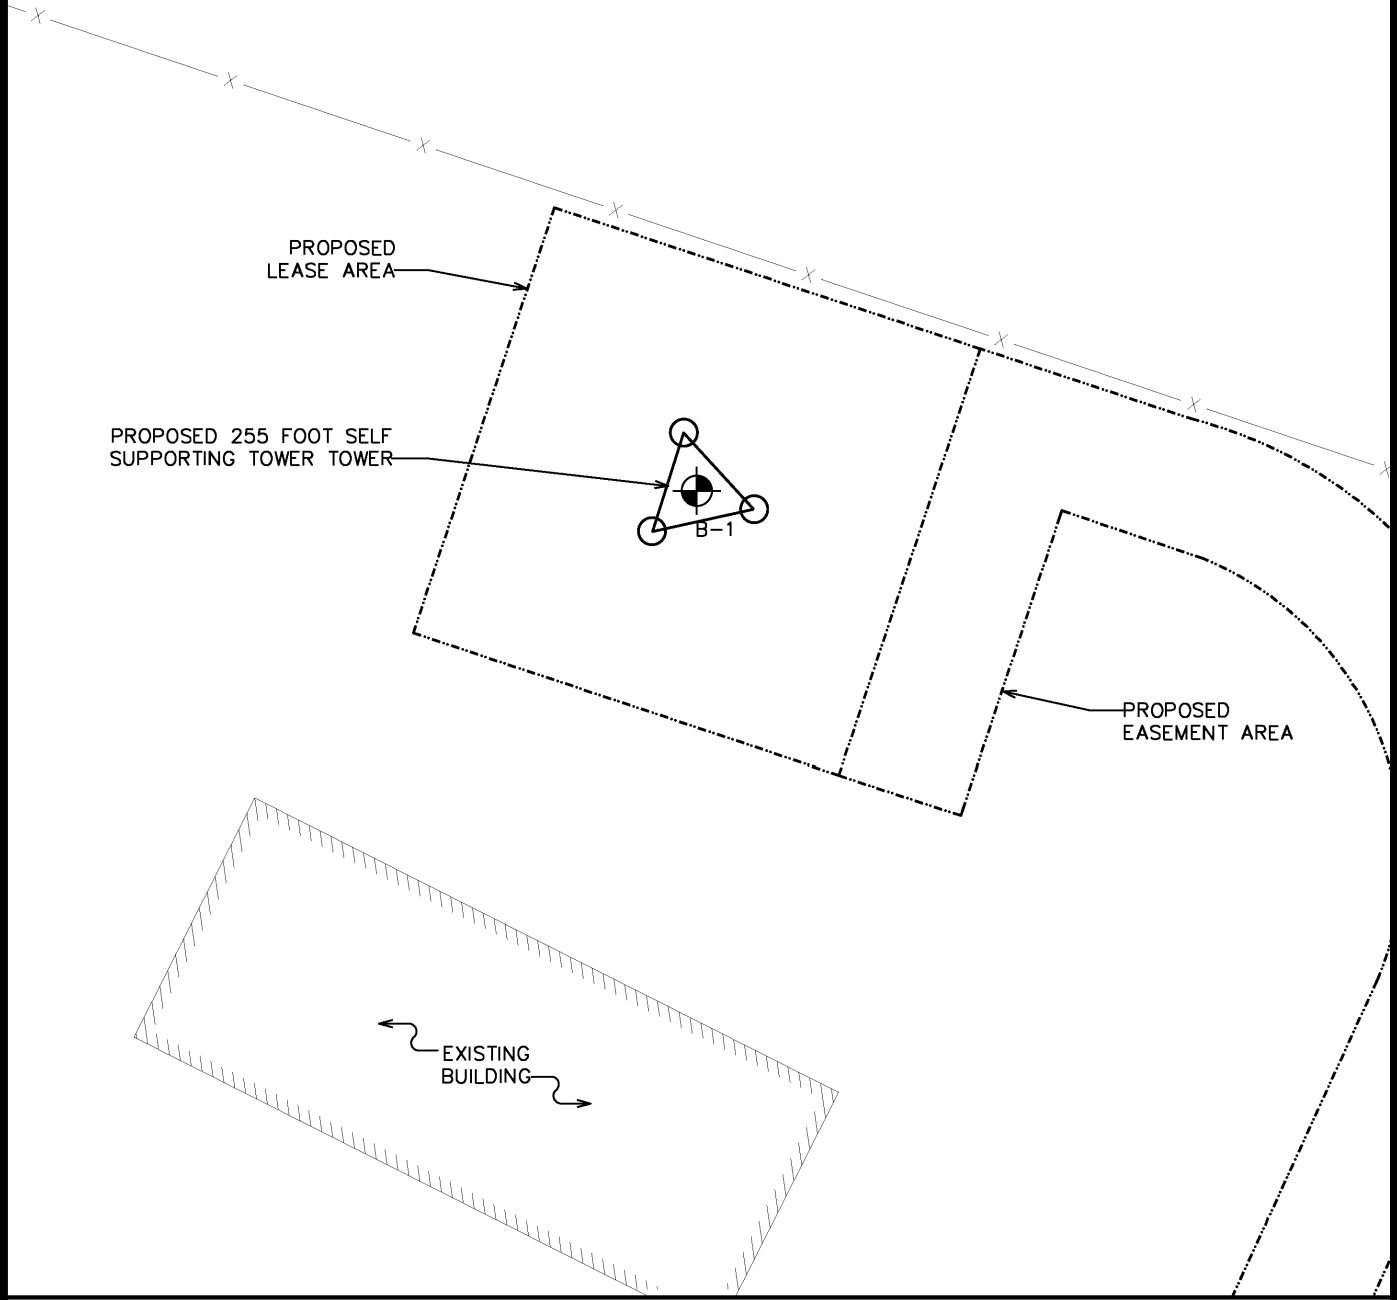 PROPOSED
LEASE AREA
PROPOSED 255 FOOT SELF
SUPPORTING TOWER TOWER
B-1
PROPOSED
EASEMENT AREA
EXISTING
BUILDING